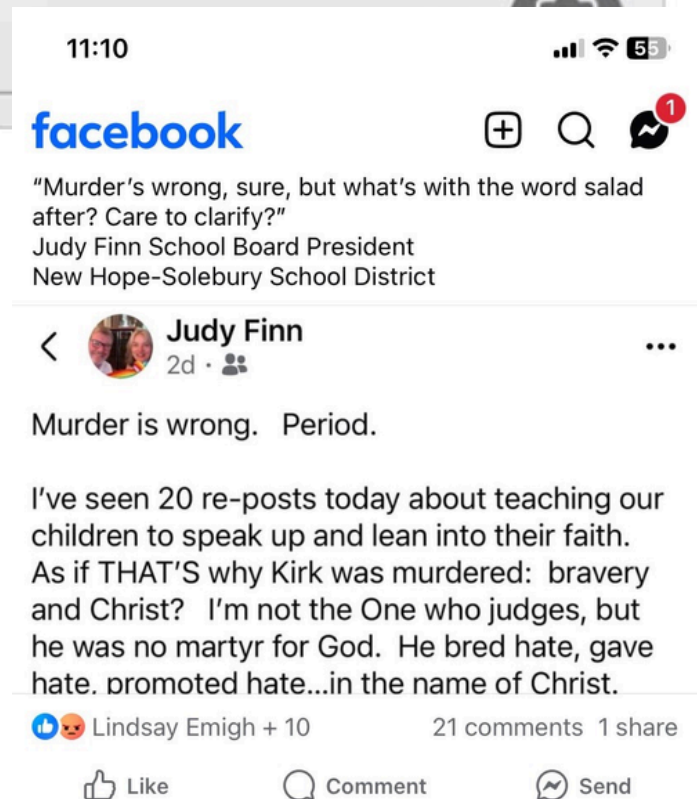 11:10
55
facebook
1
“Murder’s wrong, sure, but what’s with the word salad
after? Care to clarify?”
Judy Finn School Board President
New Hope-Solebury School District
Judy Finn
2d ·
Murder is wrong.   Period.
I’ve seen 20 re-posts today about teaching our
children to speak up and lean into their faith.
As if THAT’S why Kirk was murdered:  bravery
and Christ?   I’m not the One who judges, but
he was no martyr for God.  He bred hate, gave
hate, promoted hate...in the name of Christ.
Lindsay Emigh + 10
21 comments  1 share
Like
Comment
Send